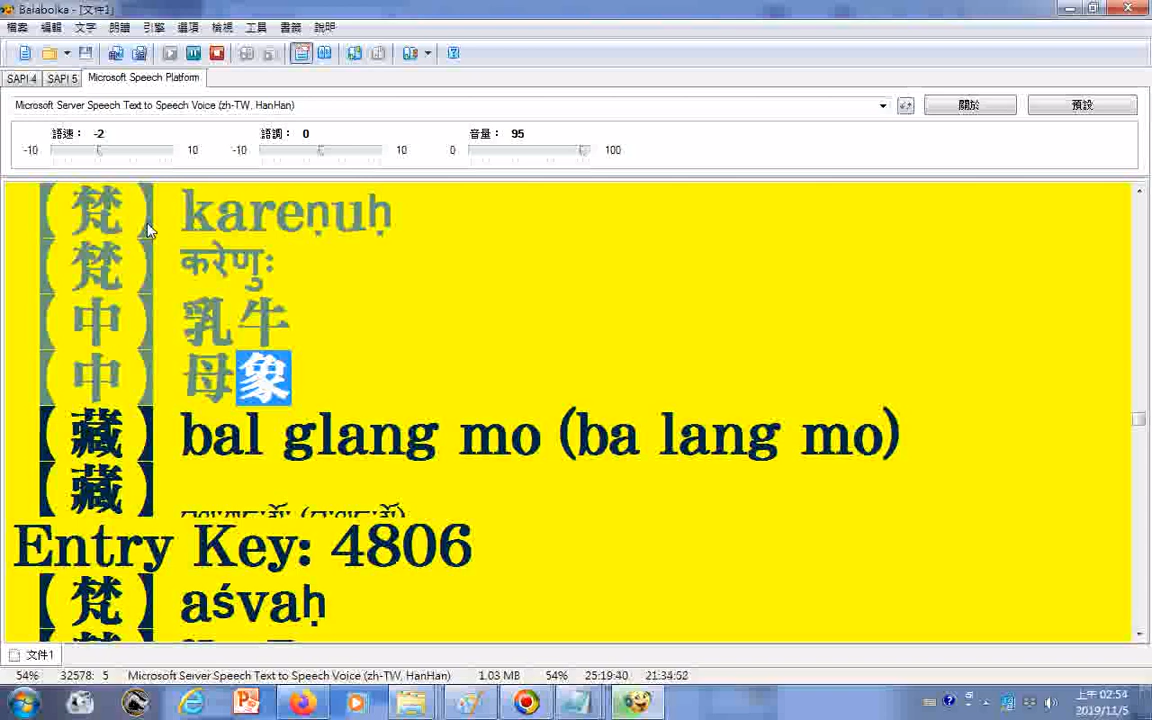 Balabolka - [文件1]
檔案 編輯 文字 朗讀 引擎 選項 檢視 工具 書籤 說明
SAPI 4 SAPI 5 Microsoft Speech Platform
Microsoft Server Speech Text to Speech Voice (zh-TW, HanHan) 關於 預設
語速： -2 語調： 0 音量： 95
-10 10 -10 10 0 100
【梵】 kareṇuḥ
【梵】 करेणुः
【中】 乳牛
【中】 母象
【藏】 bal glang mo (ba lang mo)
【藏】
Entry Key: 4806
【梵】 aśvaḥ
文件1
54% 32578: 5 Microsoft Server Speech Text to Speech Voice (zh-TW, HanHan) 1.03 MB 54% 25:19:40 21:34:52
上午 02:54
2019/11/5